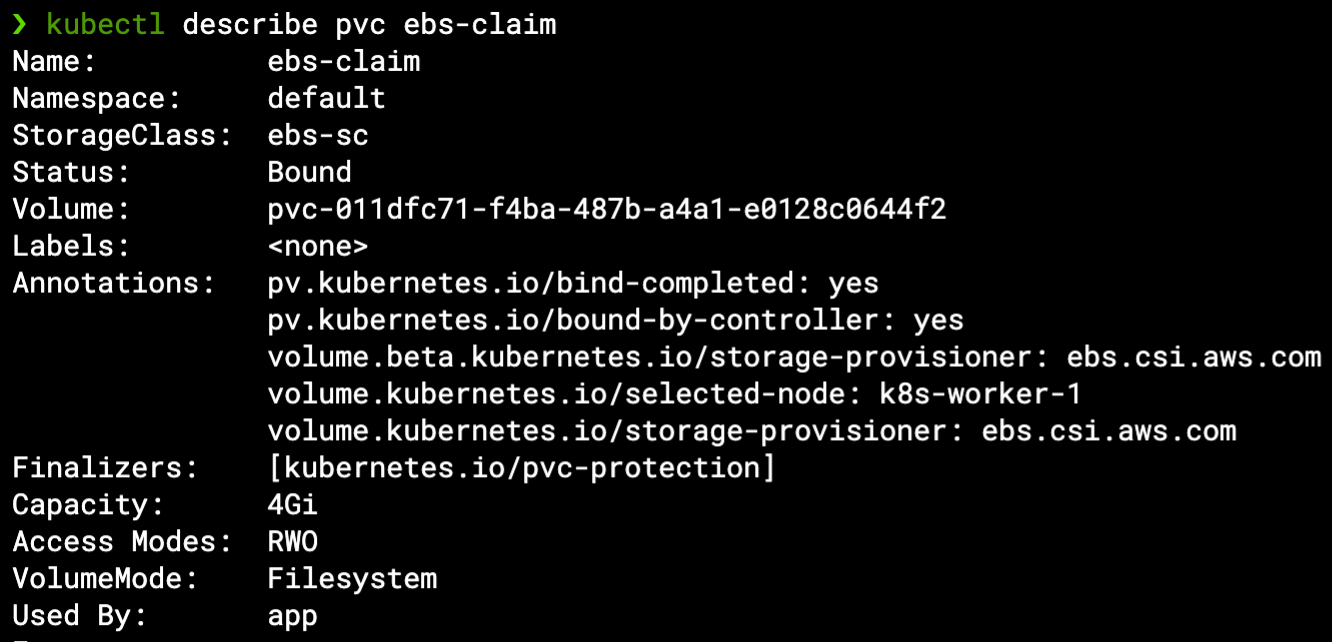 ❯ kubectl describe pvc ebs-claim
Name:          ebs-claim
Namespace:     default
StorageClass:  ebs-sc
Status:        Bound
Volume:        pvc-011dfc71-f4ba-487b-a4a1-e0128c0644f2
Labels:        <none>
Annotations:   pv.kubernetes.io/bind-completed: yes
               pv.kubernetes.io/bound-by-controller: yes
               volume.beta.kubernetes.io/storage-provisioner: ebs.csi.aws.com
               volume.kubernetes.io/selected-node: k8s-worker-1
               volume.kubernetes.io/storage-provisioner: ebs.csi.aws.com
Finalizers:    [kubernetes.io/pvc-protection]
Capacity:      4Gi
Access Modes:  RWO
VolumeMode:    Filesystem
Used By:       app